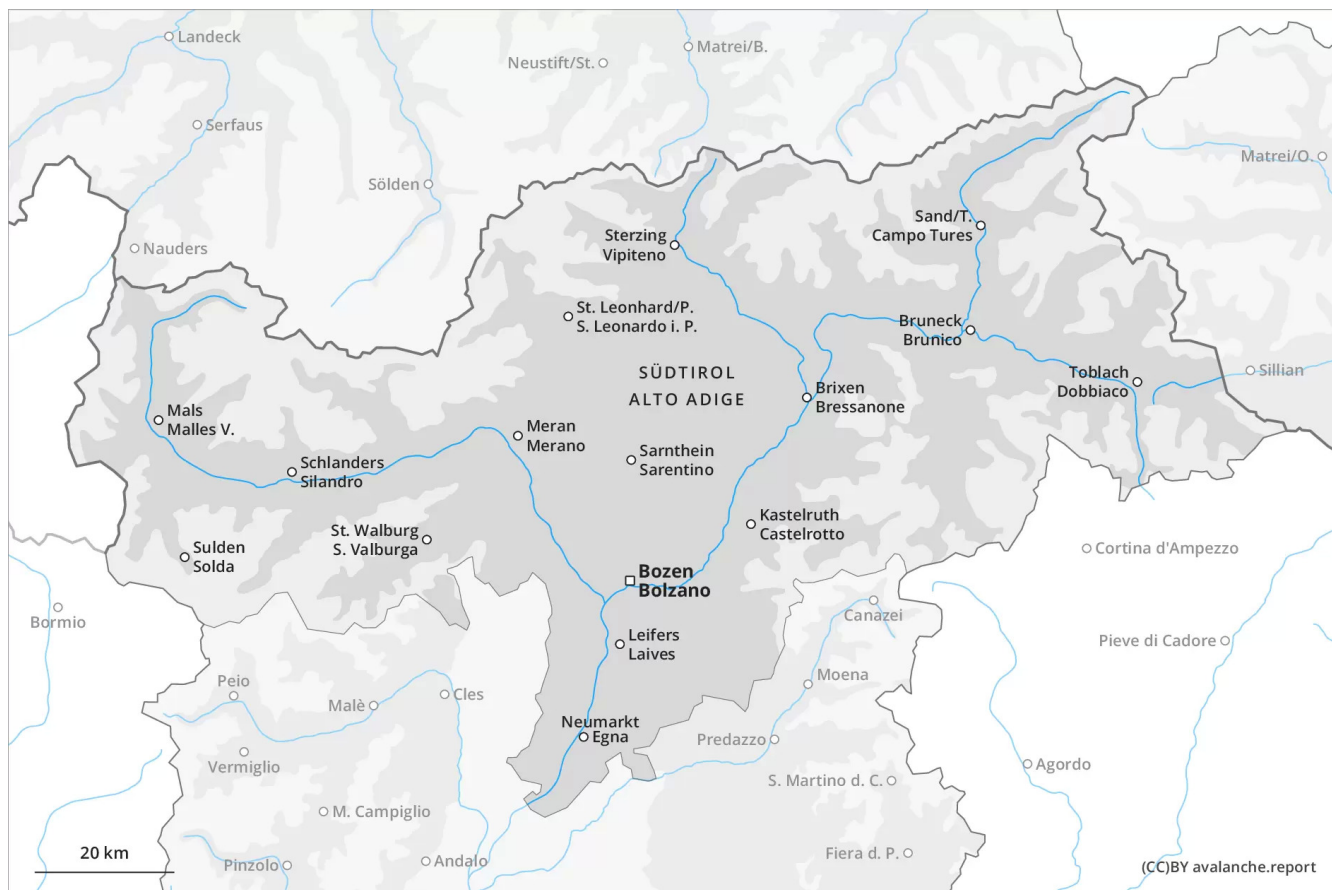 Landeck
Matrei/B.
Neustift/St.
Serfaus
Matrei/O.
Sölden
Sand/T.
Campo Tures
Nauders
Sterzing
Vipiteno
St. Leonhard/P.
S. Leonardo i. P.
Bruneck
Brunico
SÜDTIROL
ALTO ADIGE
Toblach
Dobbiaco
Sillian
Brixen
Bressanone
Mals
Malles V.
Meran
Merano
Schlanders
Silandro
Sarnthein
Sarentino
Kastelruth
Castelrotto
St. Walburg
S. Valburga
Sulden
Solda
Cortina d'Ampezzo
Bozen
Bolzano
Bormio
Canazei
Leifers
Laives
Pieve di Cadore
Peio
Moena
Cles
Malè
Neumarkt
Egna
Predazzo
Vermiglio
Agordo
S. Martino d. C.
M. Campiglio
20 km
Pinzolo
Andalo
Fiera d. P.
(CC)BY avalanche.report